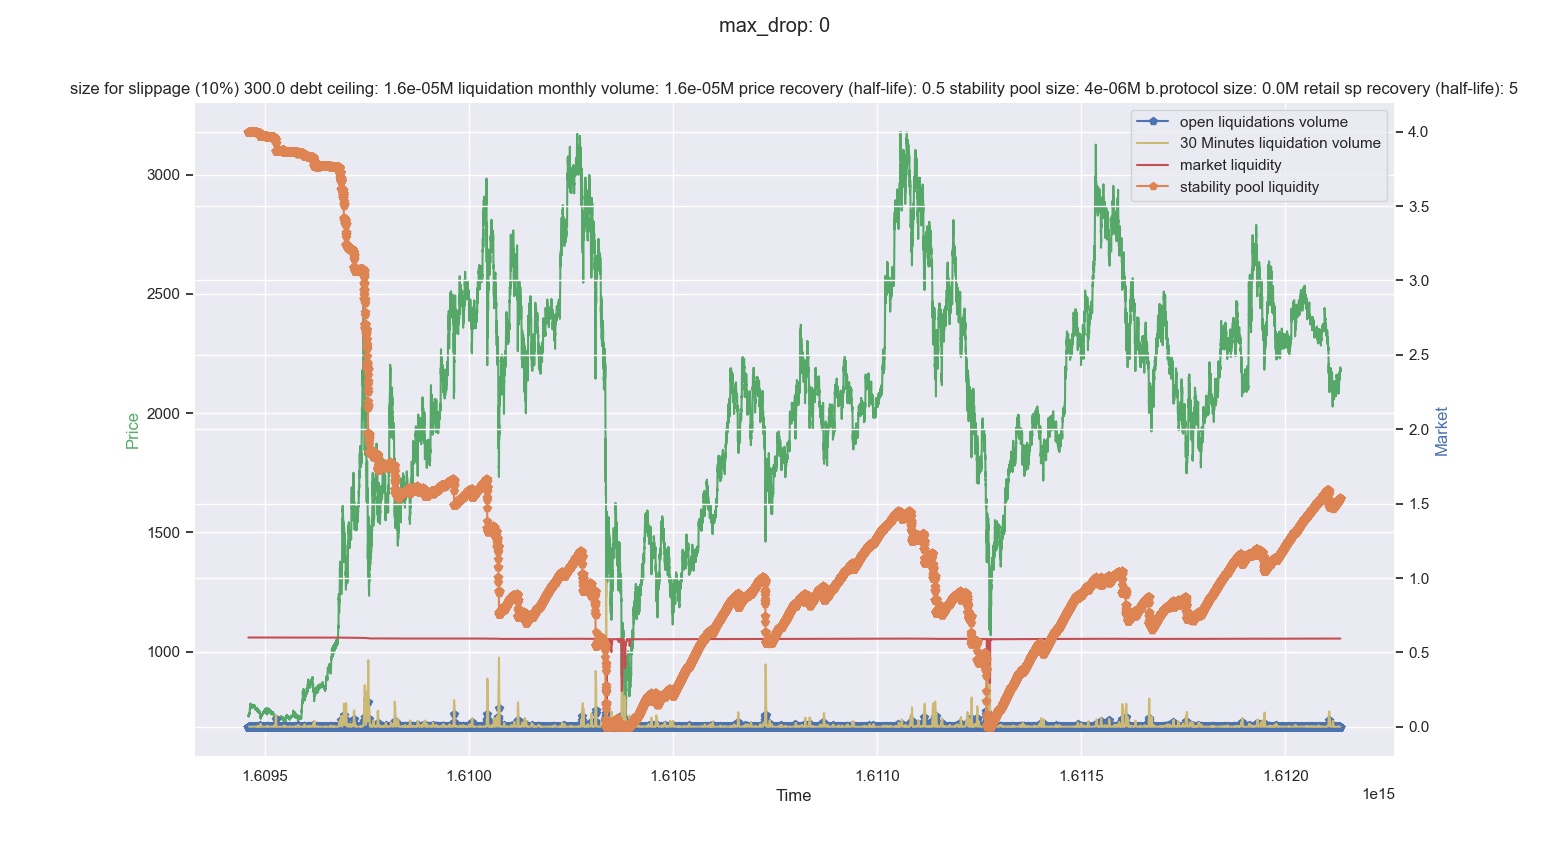 max_drop: 0
size for slippage (10%) 300.0 debt ceiling: 1.6e-05M liquidation monthly volume: 1.6e-05M price recovery (half-life): 0.5 stability pool size: 4e-06M b.protocol size: 0.0M retail sp recovery (half-life): 5
open liquidations volume
30 Minutes liquidation volume
market liquidity
stability pool liquidity
3000
2500
2000
1500
1000
Price
4.0
3.5
3.0
2.5
2.0
1.5
1.0
0.5
0.0
Market
1.6095 1.6100 1.6105 1.6110 1.6115 1.6120
Time
1e15